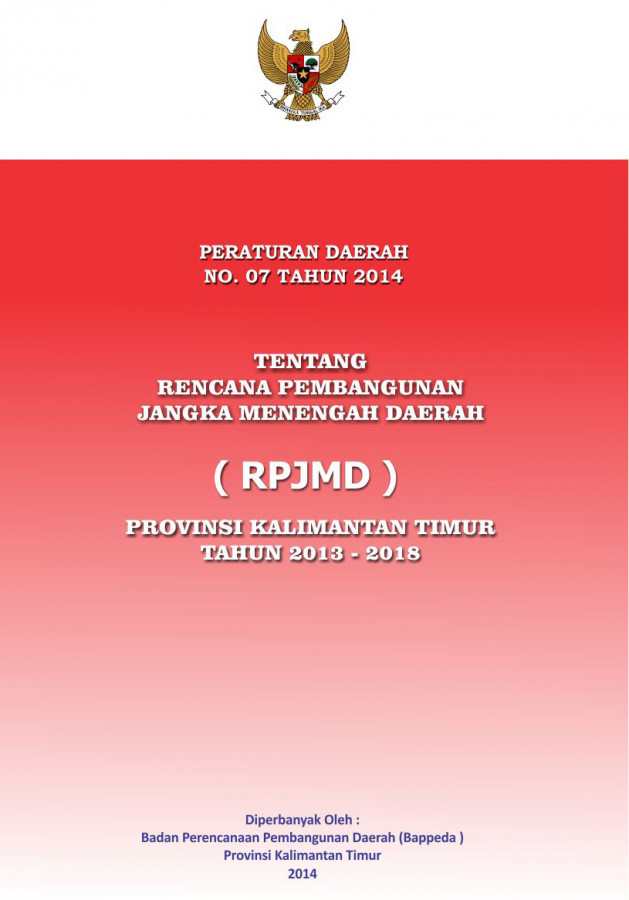 PERATURAN DAERAH
NO. 07 TAHUN 2014
TENTANG
RENCANA PEMBANGUNAN
JANGKA MENENGAH DAERAH
( RPJMD )
PROVINSI KALIMANTAN TIMUR
TAHUN 2013 - 2018
Diperbanyak Oleh :
Badan Perencanaan Pembangunan Daerah (Bappeda )
Provinsi Kalimantan Timur
2014